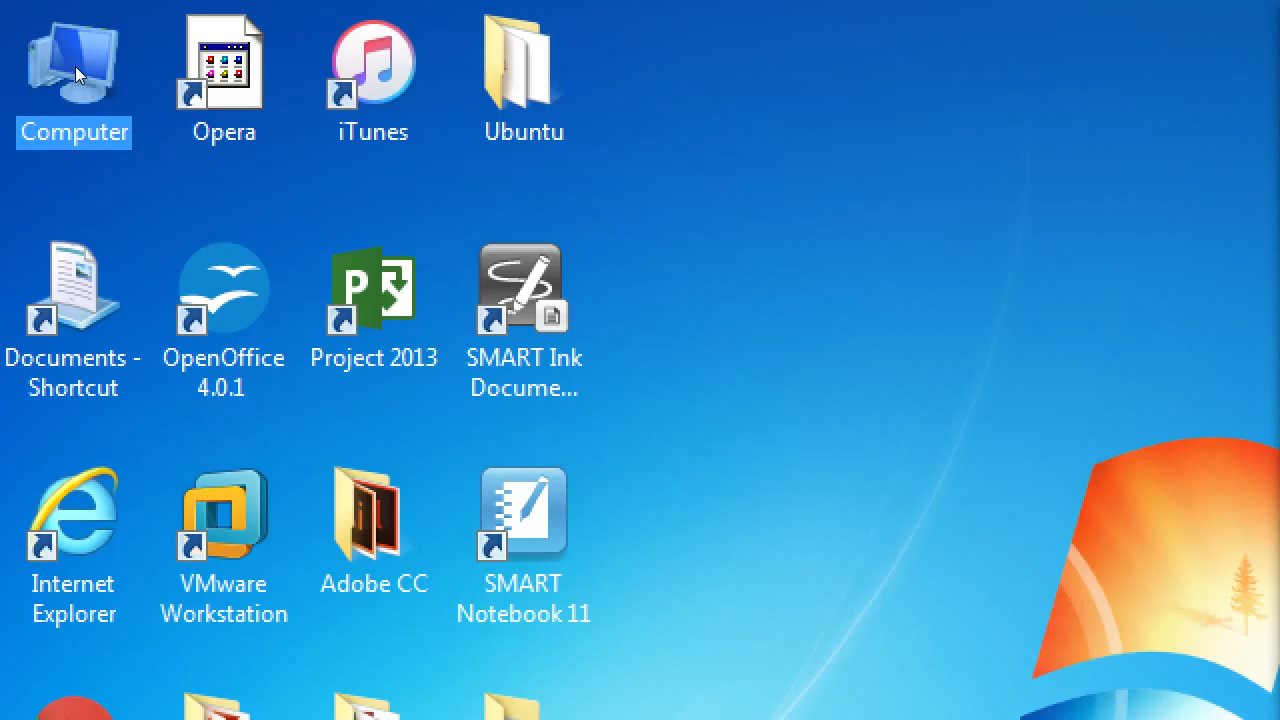 Computer
Opera
iTunes
Ubuntu
Documents -
Shortcut
OpenOffice
4.0.1
Project 2013
SMART Ink
Docume...
Internet
Explorer
VMware
Workstation
Adobe CC
SMART
Notebook 11